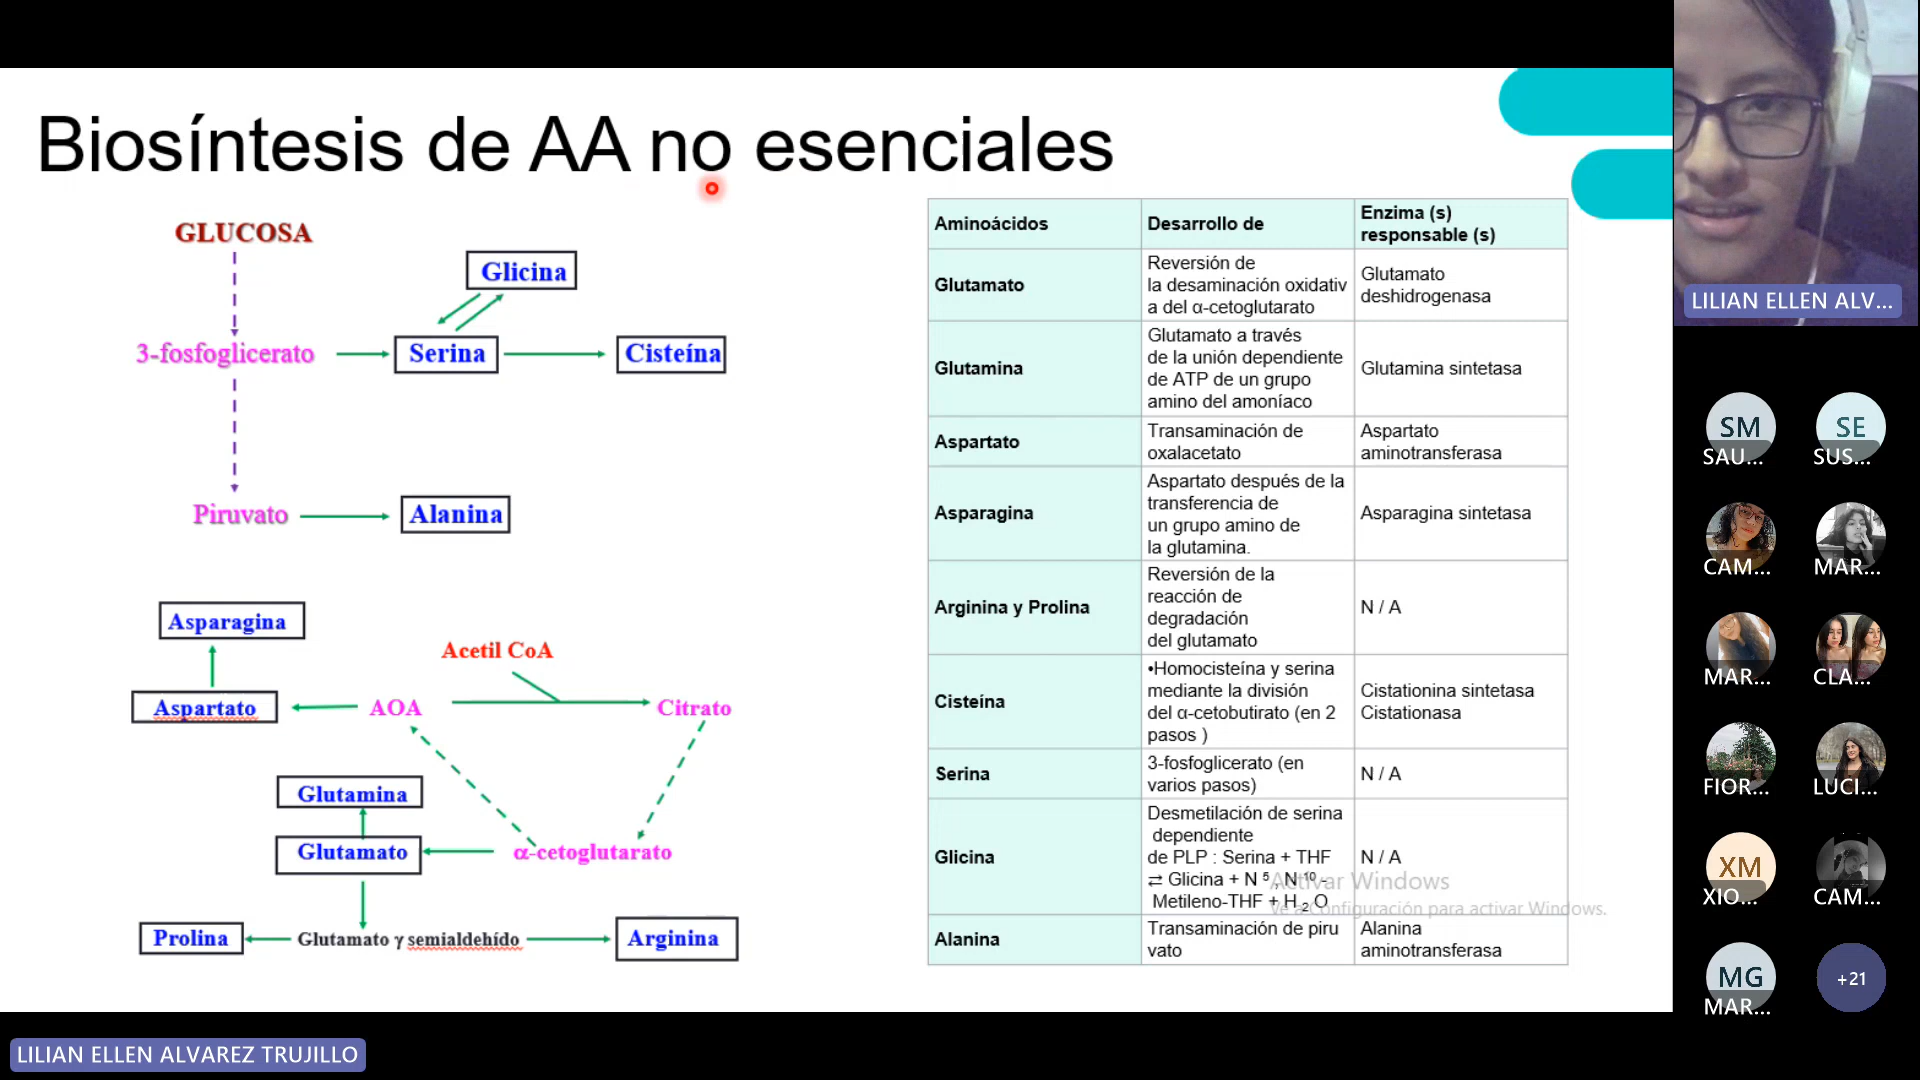 Biosíntesis de AA no esenciales
GLUCOSA
Glicina
3-fosfoglicerato
Serina
Cisteína
Piruvato
Alanina
Asparagina
Acetil CoA
Aspartato
AOA
Citrato
Glutamina
Glutamato
α-cetoglutarato
Prolina
Glutamato γ semialdehído
Arginina
Aminoácidos
Desarrollo de
Enzima (s)
responsable (s)
Glutamato
Reversión de
la desaminación oxidativ
a del α-cetoglutarato
Glutamato
deshidrogenasa
Glutamina
Glutamato a través
de la unión dependiente
de ATP de un grupo
amino del amoníaco
Glutamina sintetasa
Aspartato
Transaminación de
oxalacetato
Aspartato
aminotransferasa
Asparagina
Aspartato después de la
transferencia de
un grupo amino de
la glutamina.
Asparagina sintetasa
Arginina y Prolina
Reversión de la
reacción de
degradación
del glutamato
N / A
Cisteína
•Homocisteína y serina
mediante la división
del α-cetobutirato (en 2
pasos )
Cistationina sintetasa
Cistationasa
Serina
3-fosfoglicerato (en
varios pasos)
N / A
Glicina
Desmetilación de serina
dependiente
de PLP : Serina + THF
⇄ Glicina + N 5 , N 10 -
Metileno-THF + H 2 O
N / A
Alanina
Transaminación de piru
vato
Alanina
aminotransferasa
Activar Windows
Ve a Configuración para activar Windows.
LILIAN ELLEN ALV...
SM
SAU...
SE
SUS...
CAM...
MAR...
MAR...
CLA...
FIOR...
LUCI...
XM
XIO...
CAM...
MG
MAR...
+21
LILIAN ELLEN ALVAREZ TRUJILLO